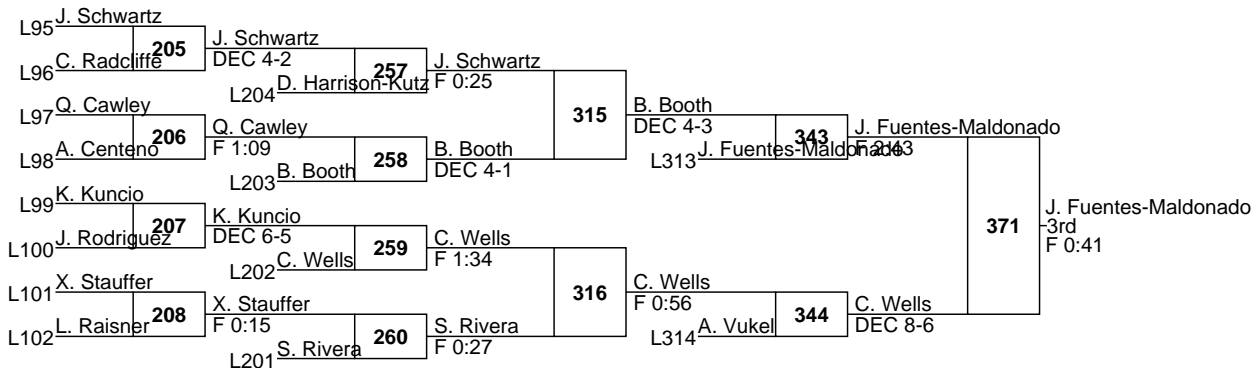 L95 J. Schwartz
205
L96 C. Radcliffe
J. Schwartz
DEC 4-2
257
L204 D. Harrison-Kutz
J. Schwartz
F 0:25
L97 Q. Cawley
206
L98 A. Centeno
Q. Cawley
F 1:09
258
L203 B. Booth
B. Booth
DEC 4-1
315
B. Booth
DEC 4-3
343
L313 J. Fuentes-Maldonado
J. Fuentes-Maldonado
F 2:43
L99 K. Kuncio
207
L100 J. Rodriguez
K. Kuncio
DEC 6-5
259
L202 C. Wells
C. Wells
F 1:34
L101 X. Stauffer
208
L102 L. Raisner
X. Stauffer
F 0:15
260
L201 S. Rivera
S. Rivera
F 0:27
316
C. Wells
F 0:56
344
L314 A. Vukel
C. Wells
DEC 8-6
371
J. Fuentes-Maldonado
3rd
F 0:41